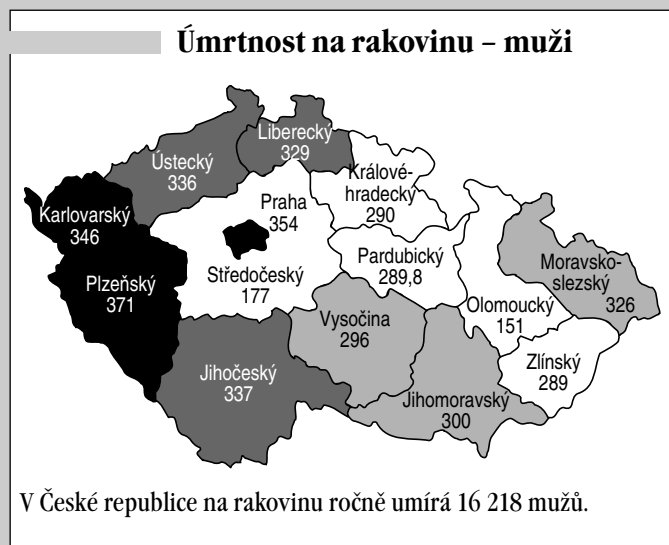 Úmrtnost na rakovinu – muži
Liberecký
329
Ústecký
336
Králové-
hradecký
290
Karlovarský
346
Praha
354
Plzeňský
371
Středočeský
177
Pardubický
289,8
Moravsko-
slezský
326
Olomoucký
151
Vysočina
296
Zlínský
289
Jihočeský
337
Jihomoravský
300
V České republice na rakovinu ročně umírá 16 218 mužů.